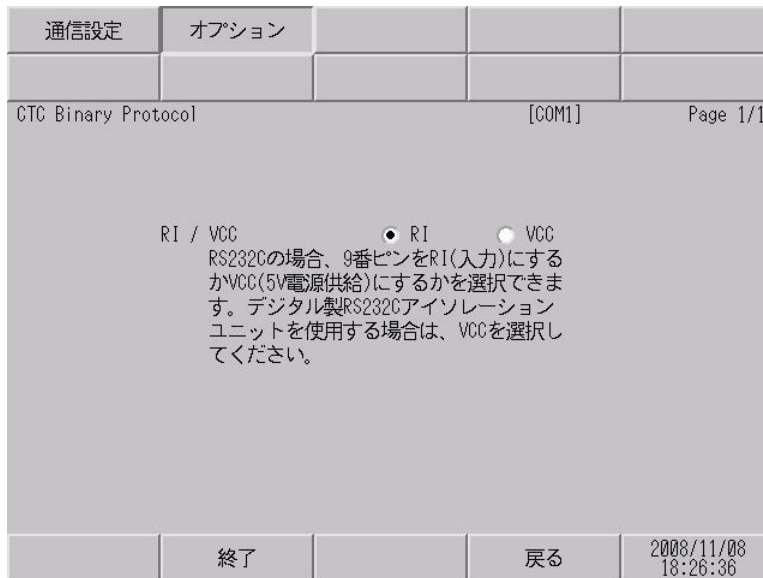 通信設定 オプション
CTC Binary Protocol [COM1] Page 1/1
RI / VCC RI VCC
RS232Cの場合、9番ピンをRI(入力)にする
かVCC(5V電源供給)にするかを選択できま
す。デジタル製RS232Cアイソレーション
ユニットを使用する場合は、VCCを選択し
てください。
終了 戻る 2008/11/08
18:26:36